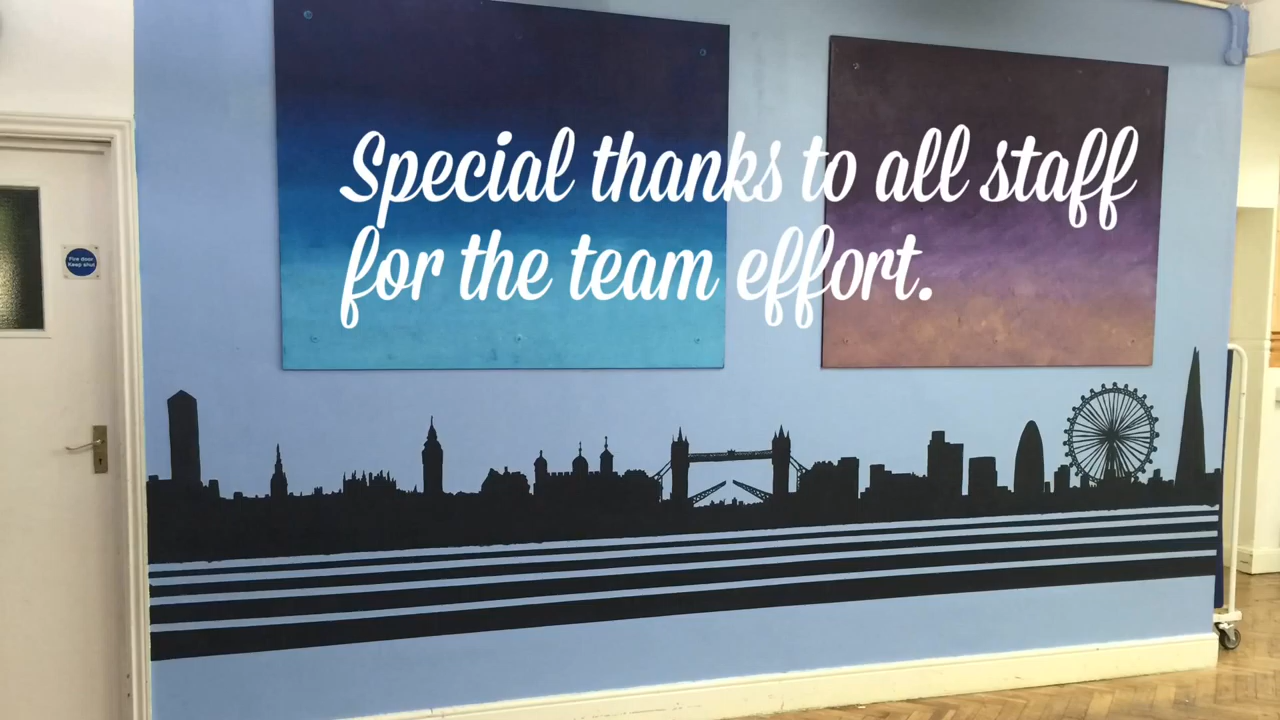 Special thanks to all staff
for the team effort.
Fire door
Keep shut